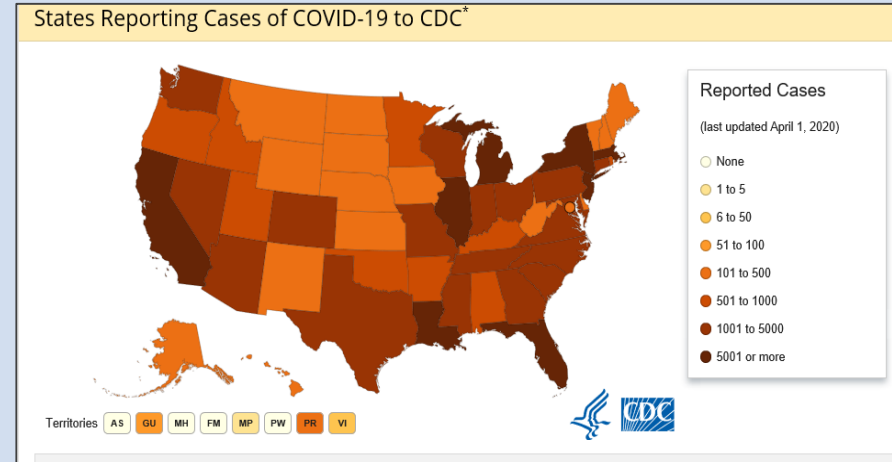 States Reporting Cases of COVID-19 to CDC*
Reported Cases
(last updated April 1, 2020)
None
1 to 5
6 to 50
51 to 100
101 to 500
501 to 1000
1001 to 5000
5001 or more
Territories AS GU MH FM MP PW PR VI
CDC